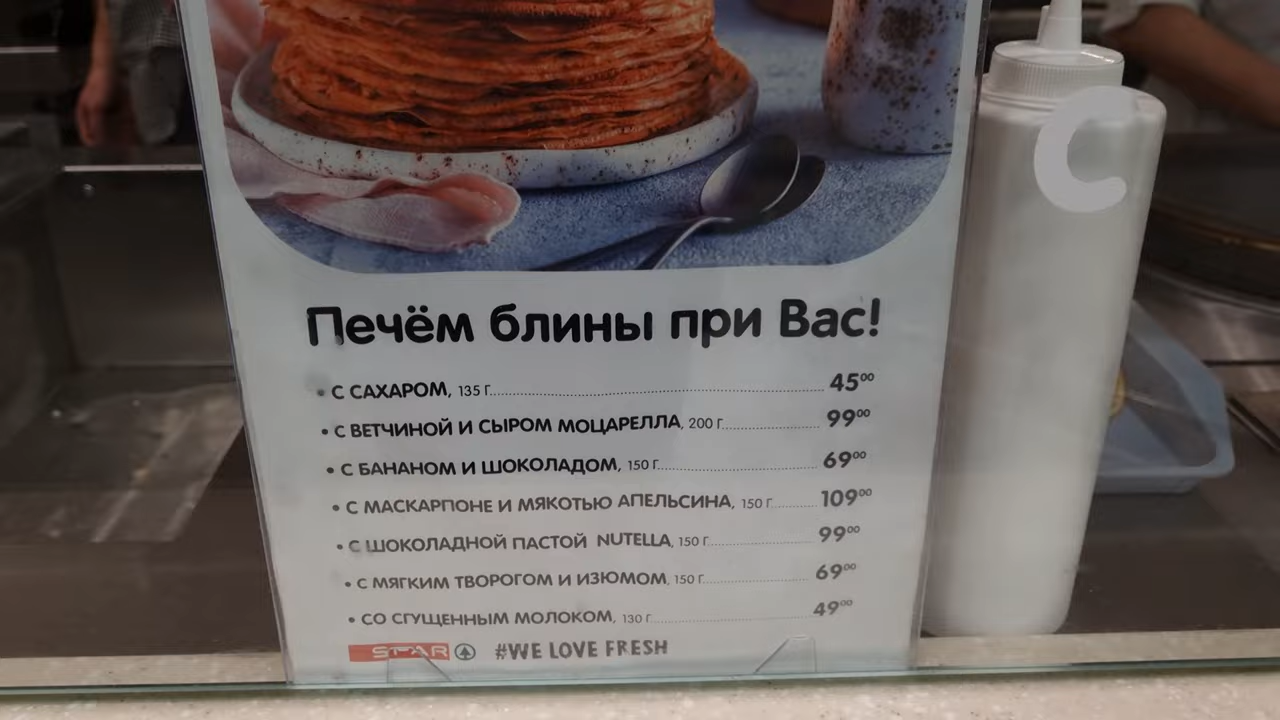 Печём блины при Вас!
• С САХАРОМ, 135 Г. 45⁰⁰
• С ВЕТЧИНОЙ И СЫРОМ МОЦАРЕЛЛА, 200 Г. 99⁰⁰
• С БАНАНОМ И ШОКОЛАДОМ, 150 Г. 69⁰⁰
• С МАСКАРПОНЕ И МЯКОТЬЮ АПЕЛЬСИНА, 150 Г. 109⁰⁰
• С ШОКОЛАДНОЙ ПАСТОЙ NUTELLA, 150 Г. 99⁰⁰
• С МЯГКИМ ТВОРОГОМ И ИЗЮМОМ, 150 Г. 69⁰⁰
• СО СГУЩЕННЫМ МОЛОКОМ, 130 Г. 49⁰⁰
SPAR #WE LOVE FRESH
С